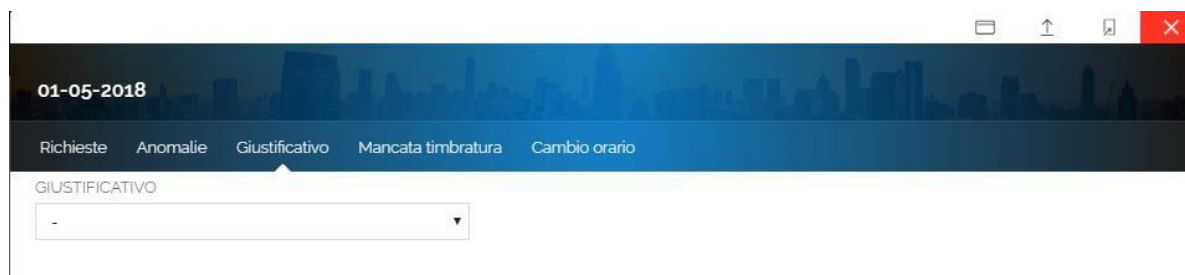 01-05-2018
Richieste Anomalie Giustificativo Mancata timbratura Cambio orario
GIUSTIFICATIVO
-